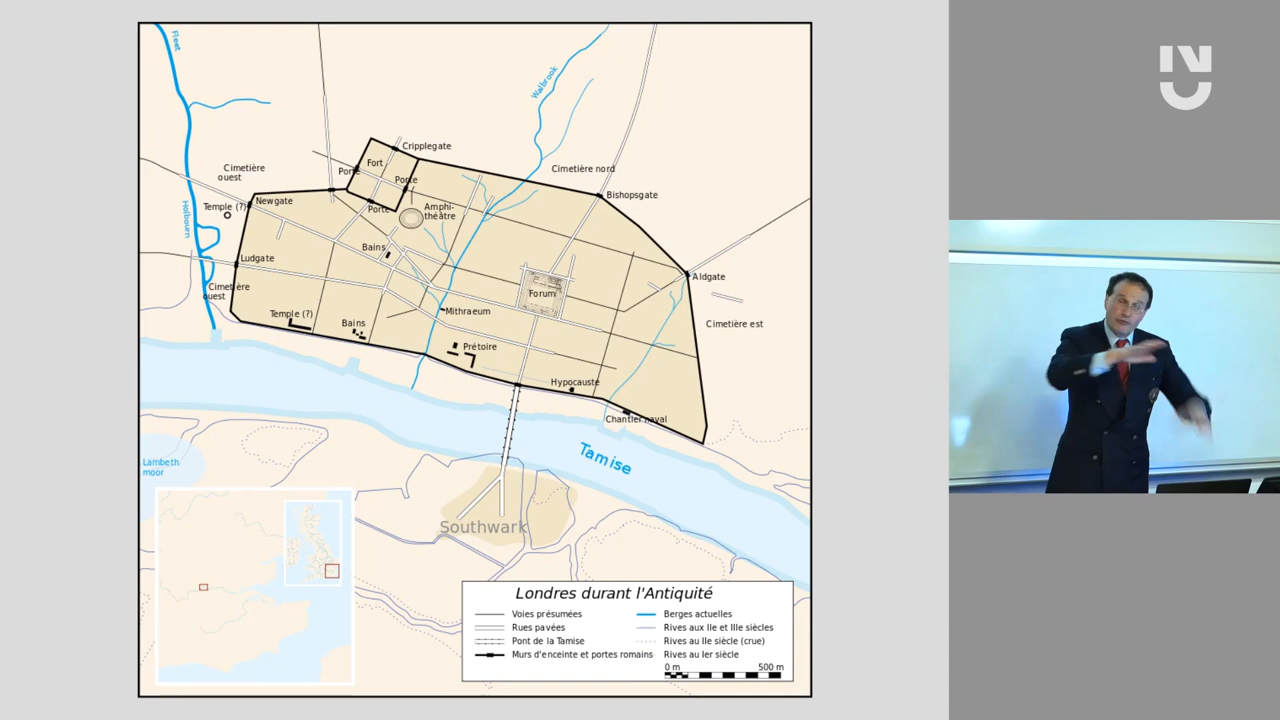 Fleet
Walbrook
Cripplegate
Fort
Porte
Porte
Porte
Cimetière
ouest
Cimetière nord
Bishopsgate
Temple (?)
Newgate
Amphi-
théâtre
Holbourn
Bains
Ludgate
Aldgate
Cimetière
ouest
Forum
Temple (?)
Bains
Mithraeum
Cimetière est
Prétoire
Hypocauste
Chantier naval
Tamise
Lambeth
moor
Southwark
Londres durant l'Antiquité
Voies présumées
Rues pavées
Pont de la Tamise
Murs d'enceinte et portes romains
Berges actuelles
Rives aux IIe et IIIe siècles
Rives au IIe siècle (crue)
Rives au Ier siècle
0 m 500 m